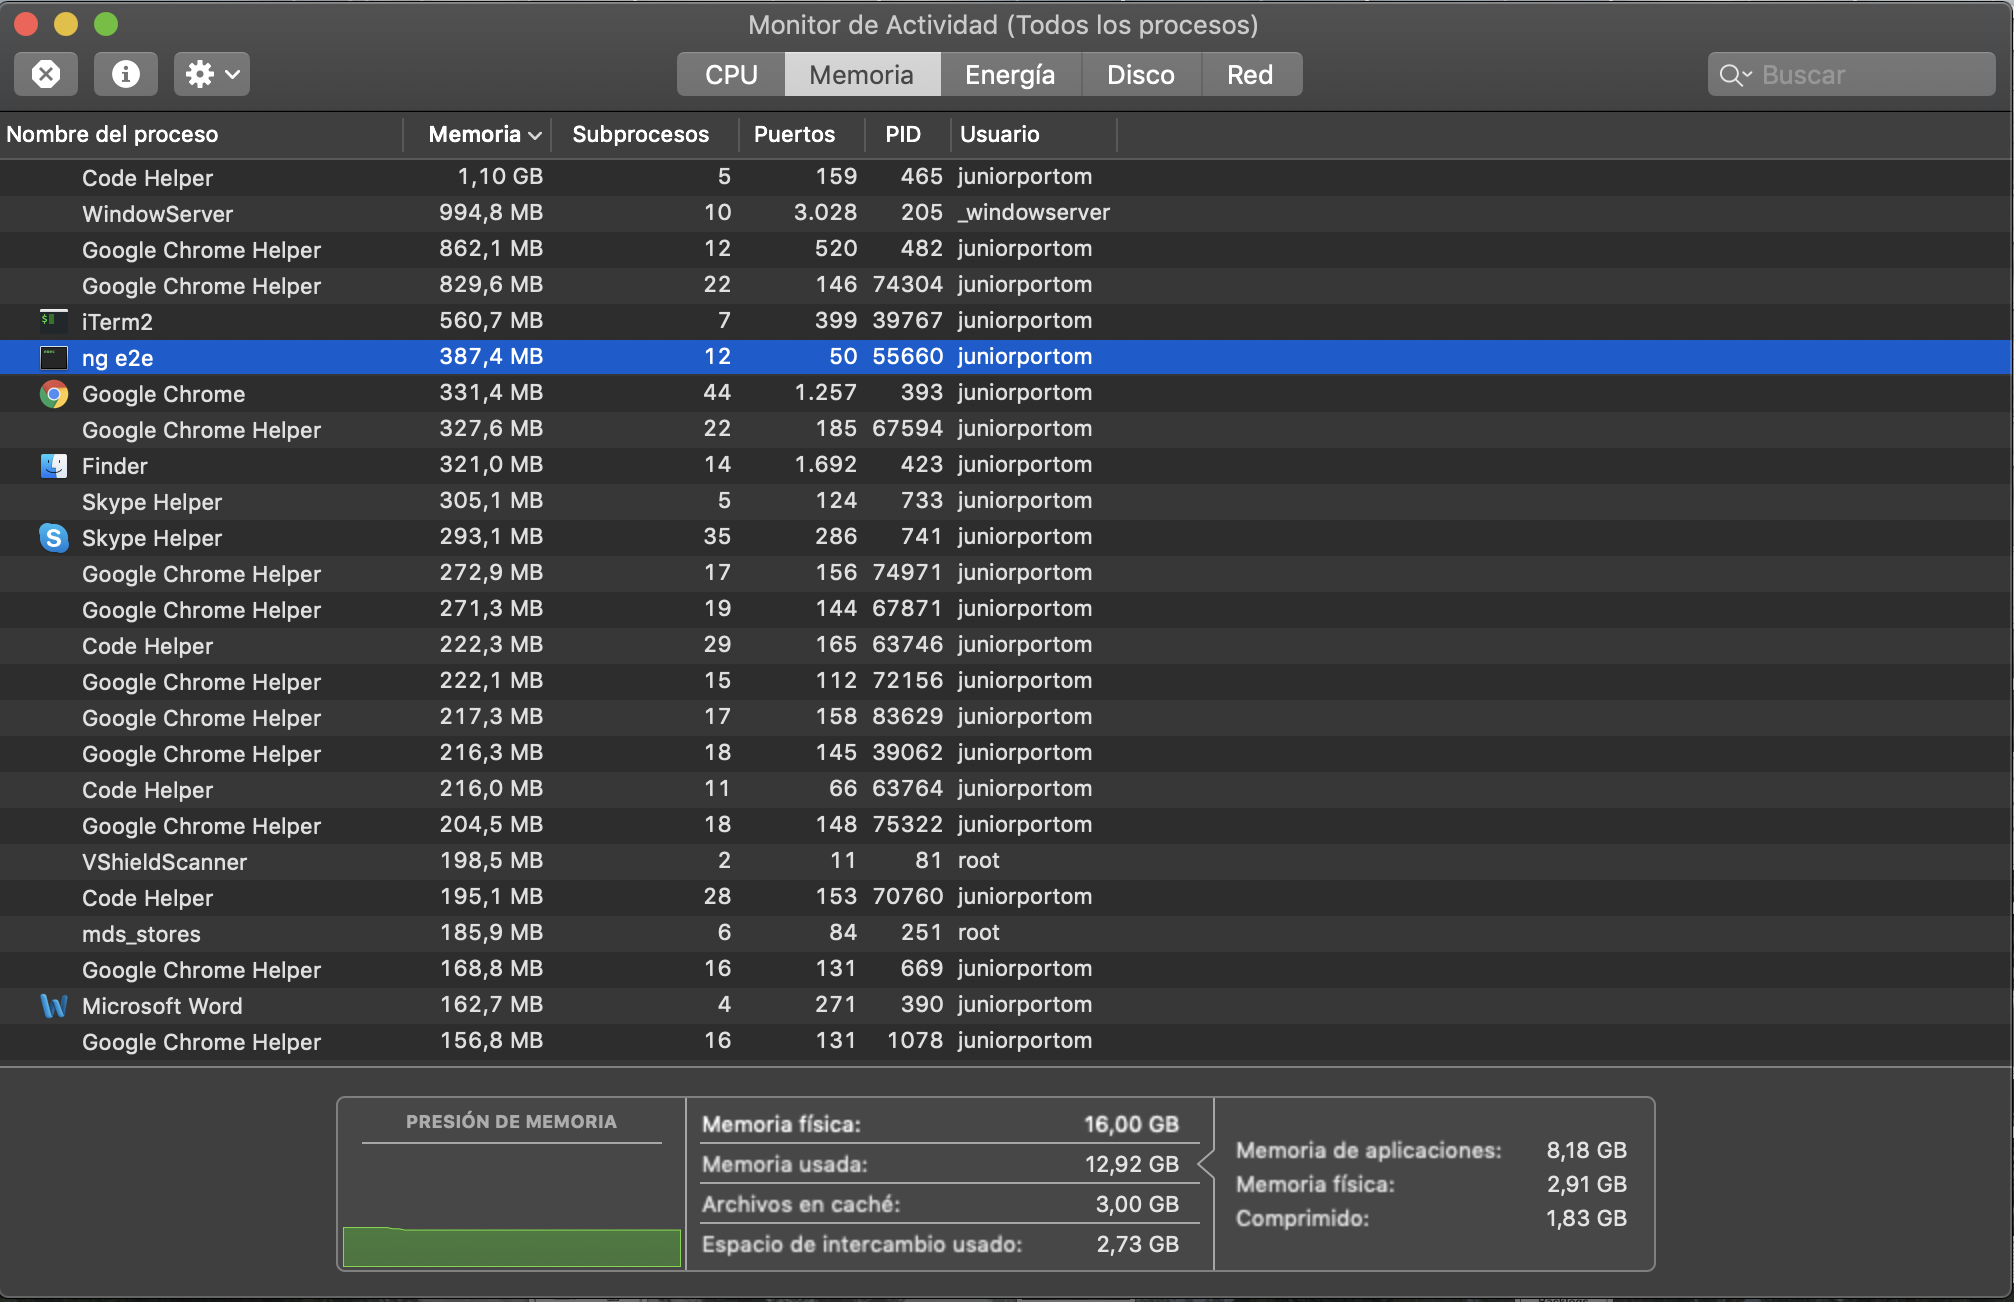 Monitor de Actividad (Todos los procesos)
CPU Memoria Energía Disco Red Buscar
Nombre del proceso Memoria Subprocesos Puertos PID Usuario
Code Helper 1,10 GB 5 159 465 juniorportom
WindowServer 994,8 MB 10 3.028 205 _windowserver
Google Chrome Helper 862,1 MB 12 520 482 juniorportom
Google Chrome Helper 829,6 MB 22 146 74304 juniorportom
iTerm2 560,7 MB 7 399 39767 juniorportom
ng e2e 387,4 MB 12 50 55660 juniorportom
Google Chrome 331,4 MB 44 1.257 393 juniorportom
Google Chrome Helper 327,6 MB 22 185 67594 juniorportom
Finder 321,0 MB 14 1.692 423 juniorportom
Skype Helper 305,1 MB 5 124 733 juniorportom
Skype Helper 293,1 MB 35 286 741 juniorportom
Google Chrome Helper 272,9 MB 17 156 74971 juniorportom
Google Chrome Helper 271,3 MB 19 144 67871 juniorportom
Code Helper 222,3 MB 29 165 63746 juniorportom
Google Chrome Helper 222,1 MB 15 112 72156 juniorportom
Google Chrome Helper 217,3 MB 17 158 83629 juniorportom
Google Chrome Helper 216,3 MB 18 145 39062 juniorportom
Code Helper 216,0 MB 11 66 63764 juniorportom
Google Chrome Helper 204,5 MB 18 148 75322 juniorportom
VShieldScanner 198,5 MB 2 11 81 root
Code Helper 195,1 MB 28 153 70760 juniorportom
mds_stores 185,9 MB 6 84 251 root
Google Chrome Helper 168,8 MB 16 131 669 juniorportom
Microsoft Word 162,7 MB 4 271 390 juniorportom
Google Chrome Helper 156,8 MB 16 131 1078 juniorportom
PRESIÓN DE MEMORIA
Memoria física: 16,00 GB
Memoria usada: 12,92 GB
Archivos en caché: 3,00 GB
Espacio de intercambio usado: 2,73 GB
Memoria de aplicaciones: 8,18 GB
Memoria física: 2,91 GB
Comprimido: 1,83 GB